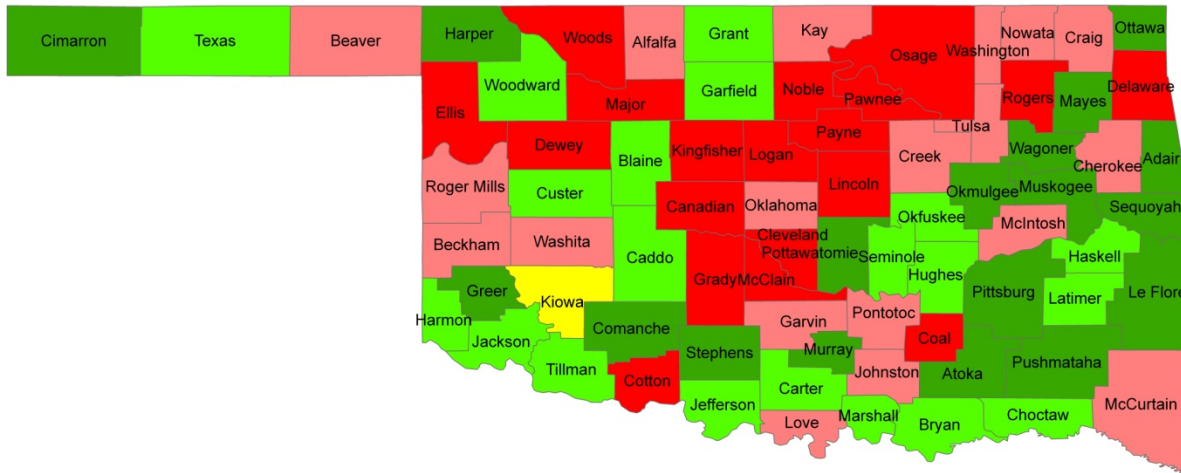 Cimarron
Texas
Beaver
Harper
Woods
Alfalfa
Grant
Kay
Osage
Washington
Nowata
Craig
Ottawa
Woodward
Ellis
Major
Garfield
Noble
Pawnee
Rogers
Mayes
Delaware
Dewey
Blaine
Kingfisher
Logan
Payne
Creek
Tulsa
Wagoner
Cherokee
Adair
Roger Mills
Custer
Canadian
Oklahoma
Lincoln
Okmulgee
Muskogee
Sequoyah
Beckham
Washita
Caddo
Grady
McClain
Cleveland
Pottawatomie
Seminole
Okfuskee
Hughes
McIntosh
Haskell
Greer
Kiowa
Pittsburg
Latimer
Le Flore
Harmon
Jackson
Comanche
Stephens
Garvin
Pontotoc
Murray
Coal
Tillman
Cotton
Jefferson
Carter
Johnston
Atoka
Pushmataha
McCurtain
Love
Marshall
Bryan
Choctaw